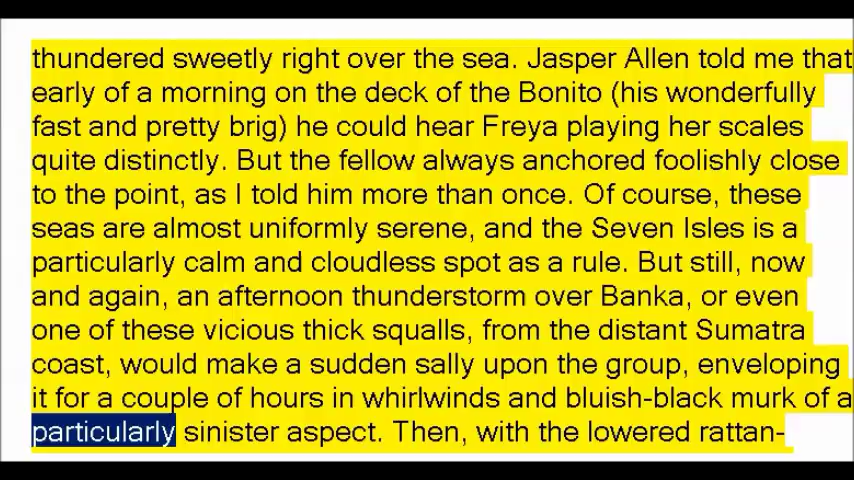 thundered sweetly right over the sea. Jasper Allen told me that
early of a morning on the deck of the Bonito (his wonderfully
fast and pretty brig) he could hear Freya playing her scales
quite distinctly. But the fellow always anchored foolishly close
to the point, as I told him more than once. Of course, these
seas are almost uniformly serene, and the Seven Isles is a
particularly calm and cloudless spot as a rule. But still, now
and again, an afternoon thunderstorm over Banka, or even
one of these vicious thick squalls, from the distant Sumatra
coast, would make a sudden sally upon the group, enveloping
it for a couple of hours in whirlwinds and bluish-black murk of a
particularly sinister aspect. Then, with the lowered rattan-